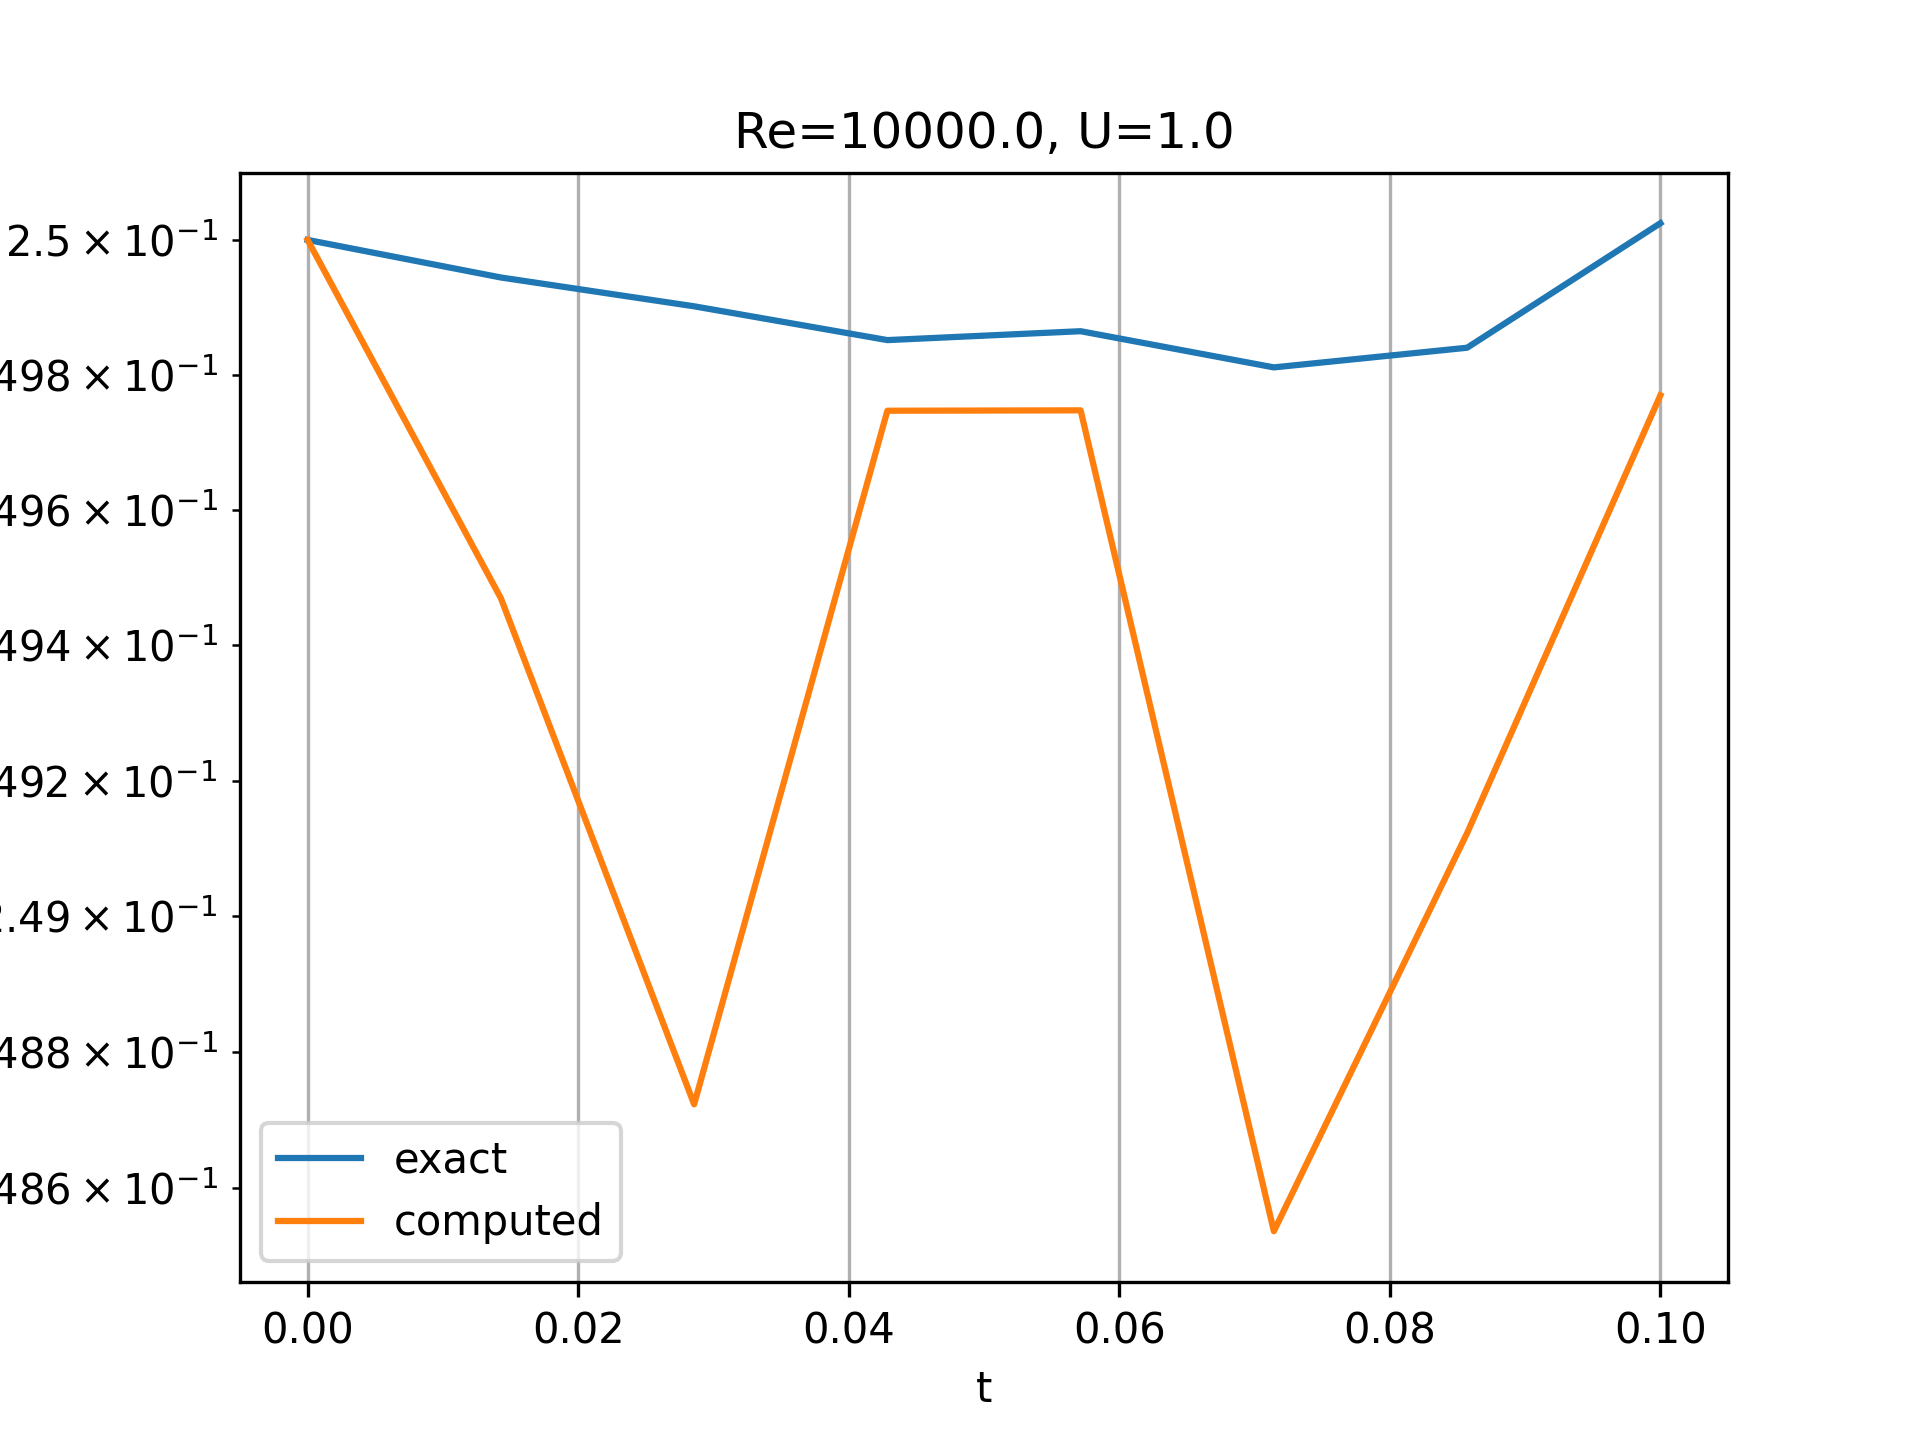 Re=10000.0, U=1.0
2.5 × 10⁻¹
498 × 10⁻¹
496 × 10⁻¹
494 × 10⁻¹
492 × 10⁻¹
.49 × 10⁻¹
488 × 10⁻¹
486 × 10⁻¹
exact
computed
0.00 0.02 0.04 0.06 0.08 0.10
t